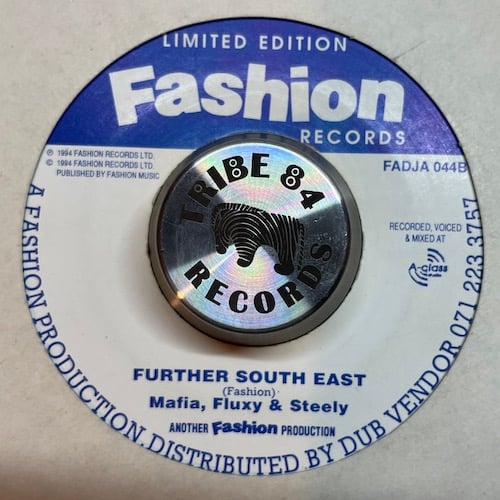 LIMITED EDITION
Fashion
RECORDS
℗ 1994 FASHION RECORDS LTD.
© 1994 FASHION RECORDS LTD.
PUBLISHED BY FASHION MUSIC
FADJA 044B
TRIBE 84
RECORDS
RECORDED, VOICED
& MIXED AT
A-class
FURTHER SOUTH EAST
(Fashion)
Mafia, Fluxy & Steely
ANOTHER Fashion PRODUCTION
A FASHION PRODUCTION. DISTRIBUTED BY DUB VENDOR 071 223 3757